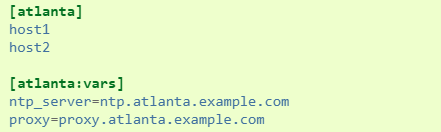 [atlanta]
host1
host2

[atlanta:vars]
ntp_server=ntp.atlanta.example.com
proxy=proxy.atlanta.example.com